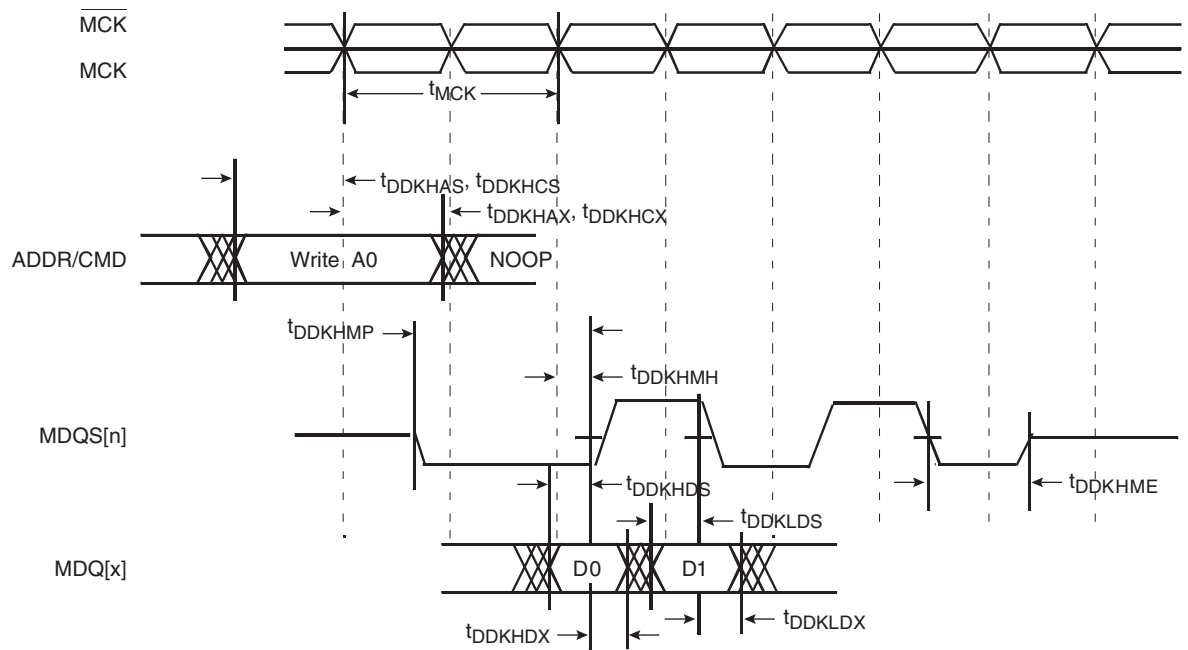 MCK
MCK
tMCK
tDDKHAS, tDDKHCS
tDDKHAX, tDDKHCX
ADDR/CMD
Write A0
NOOP
tDDKHMP
tDDKHMH
MDQS[n]
tDDKHDS
tDDKHME
tDDKLDS
MDQ[x]
D0
D1
tDDKHDX
tDDKLDX